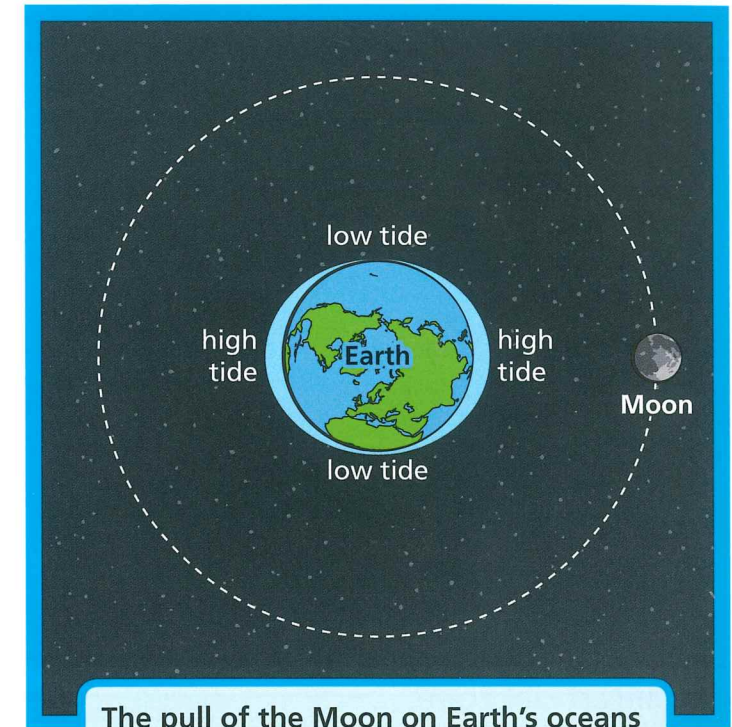 low tide
high
tide
Earth
high
tide
Moon
low tide
The pull of the Moon on Earth's oceans